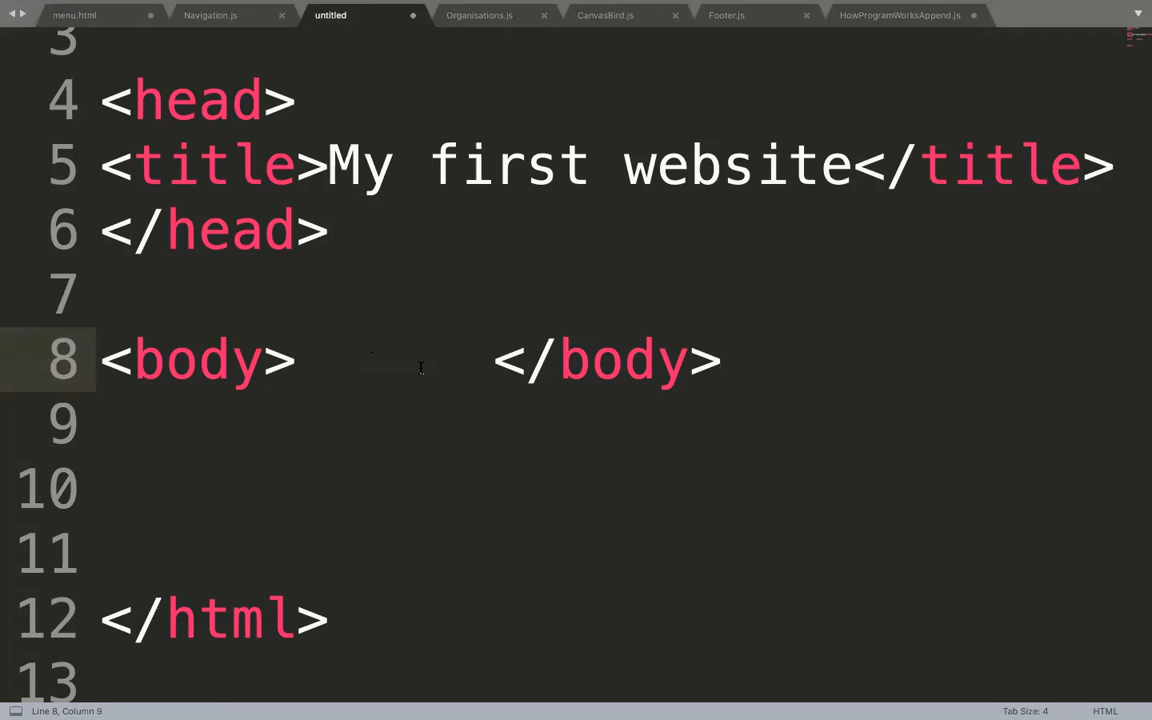 menu.html Navigation.js untitled Organisations.js CanvasBird.js Footer.js HowProgramWorksAppend.js
3
4 <head>
5 <title>My first website</title>
6 </head>
7
8 <body> </body>
9
10
11
12 </html>
13
Line 8, Column 9 Tab Size: 4 HTML